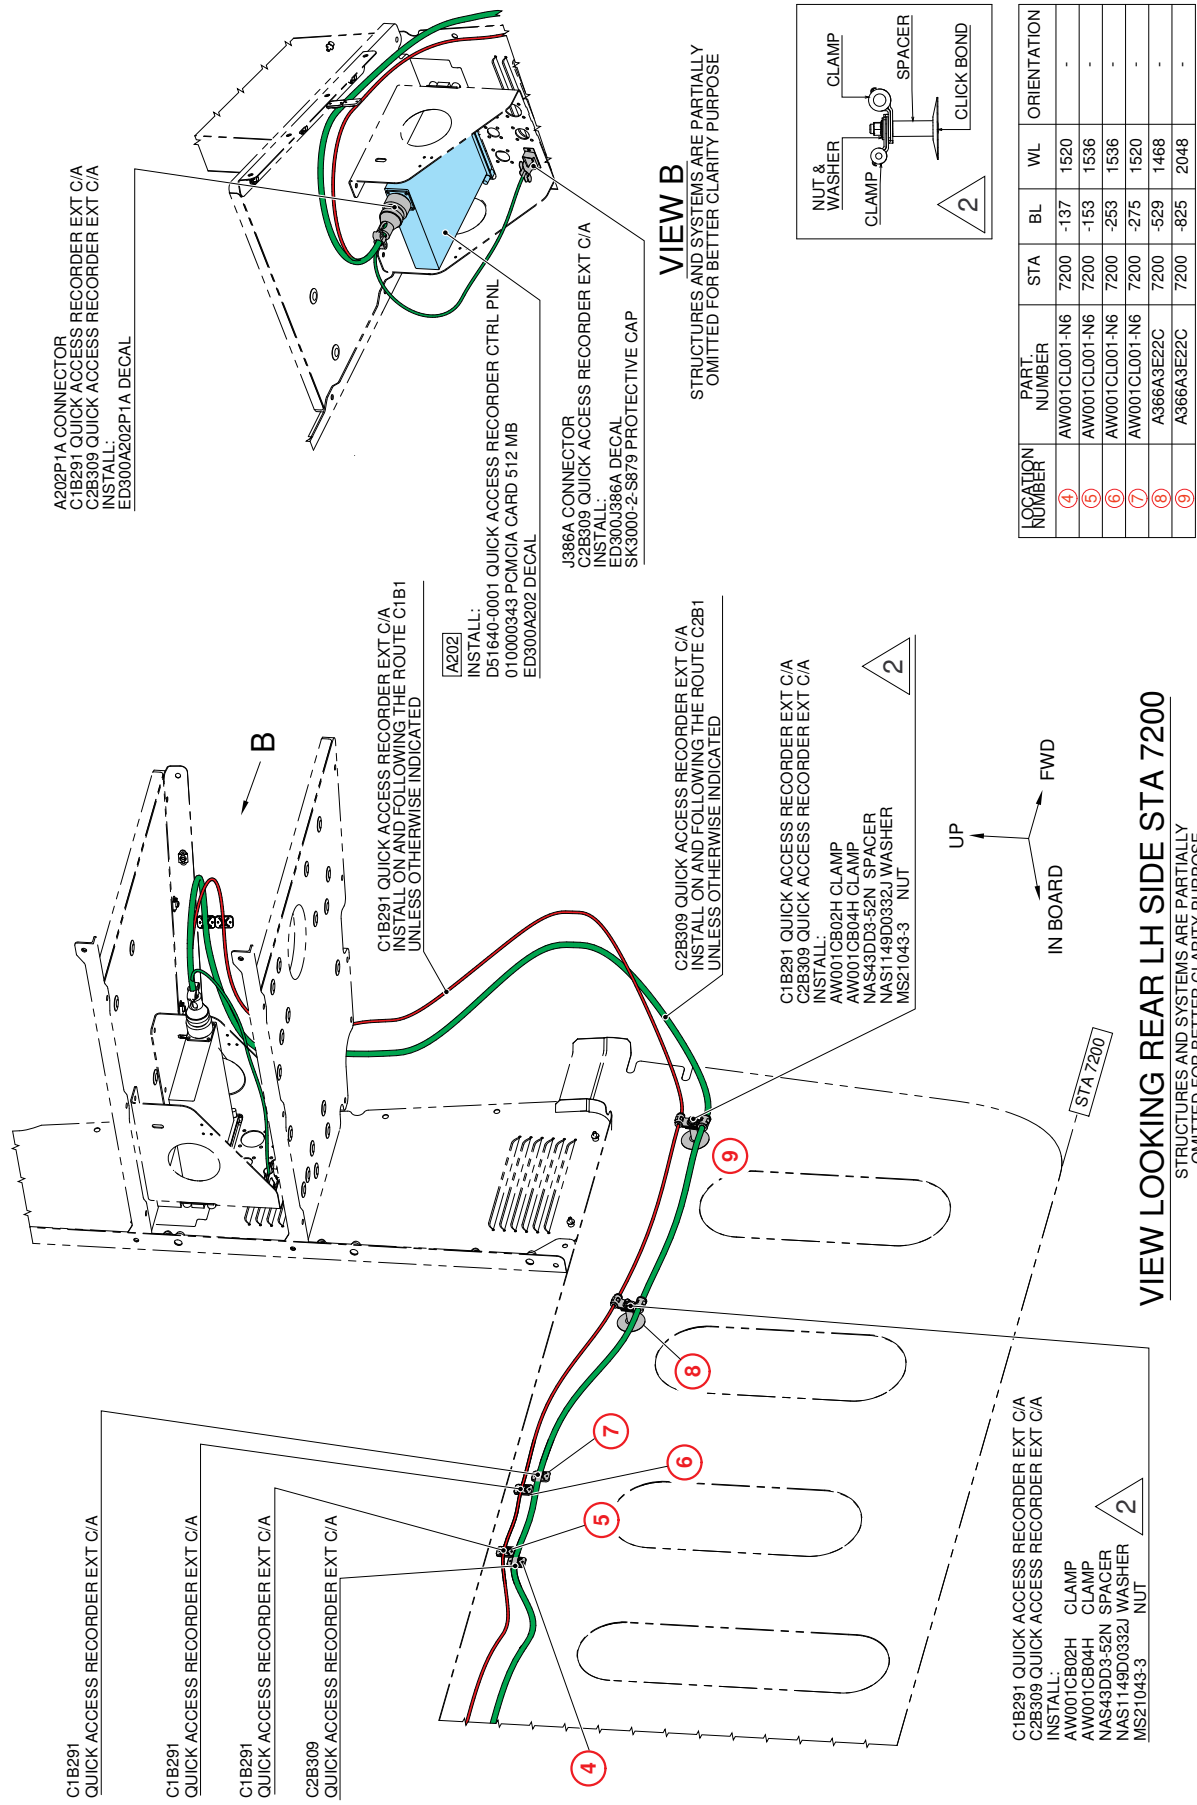 C1B291
QUICK ACCESS RECORDER EXT C/A
C1B291
QUICK ACCESS RECORDER EXT C/A
C1B291
QUICK ACCESS RECORDER EXT C/A
C2B309
QUICK ACCESS RECORDER EXT C/A
4
5
6
7
8
9
C1B291 QUICK ACCESS RECORDER EXT C/A
C2B309 QUICK ACCESS RECORDER EXT C/A
INSTALL:
AW001CB02H CLAMP
AW001CB04H CLAMP
NAS43DD3-52N SPACER
NAS1149D0332J WASHER
MS21043-3 NUT
2
B
C1B291 QUICK ACCESS RECORDER EXT C/A
INSTALL ON AND FOLLOWING THE ROUTE C1B1
UNLESS OTHERWISE INDICATED
C2B309 QUICK ACCESS RECORDER EXT C/A
INSTALL ON AND FOLLOWING THE ROUTE C2B1
UNLESS OTHERWISE INDICATED
C1B291 QUICK ACCESS RECORDER EXT C/A
C2B309 QUICK ACCESS RECORDER EXT C/A
INSTALL:
AW001CB02H CLAMP
AW001CB04H CLAMP
NAS43DD3-52N SPACER
NAS1149D0332J WASHER
MS21043-3 NUT
2
STA 7200
UP
FWD
IN BOARD
VIEW LOOKING REAR LH SIDE STA 7200
STRUCTURES AND SYSTEMS ARE PARTIALLY
OMITTED FOR BETTER CLARITY PURPOSE
A202P1A CONNECTOR
C1B291 QUICK ACCESS RECORDER EXT C/A
C2B309 QUICK ACCESS RECORDER EXT C/A
INSTALL:
ED300A202P1A DECAL
A202
INSTALL:
D51640-0001 QUICK ACCESS RECORDER CTRL PNL
010000343 PCMCIA CARD 512 MB
ED300A202 DECAL
J386A CONNECTOR
C2B309 QUICK ACCESS RECORDER EXT C/A
INSTALL:
ED300J386A DECAL
SK3000-2-S879 PROTECTIVE CAP
VIEW B
STRUCTURES AND SYSTEMS ARE PARTIALLY
OMITTED FOR BETTER CLARITY PURPOSE
NUT &
WASHER
CLAMP
CLAMP
SPACER
CLICK BOND
2
LOCATION NUMBER PART. NUMBER STA BL WL ORIENTATION
4 AW001CL001-N6 7200 -137 1520 -
5 AW001CL001-N6 7200 -153 1536 -
6 AW001CL001-N6 7200 -253 1536 -
7 AW001CL001-N6 7200 -275 1520 -
8 A366A3E22C 7200 -529 1468 -
9 A366A3E22C 7200 -825 2048 -